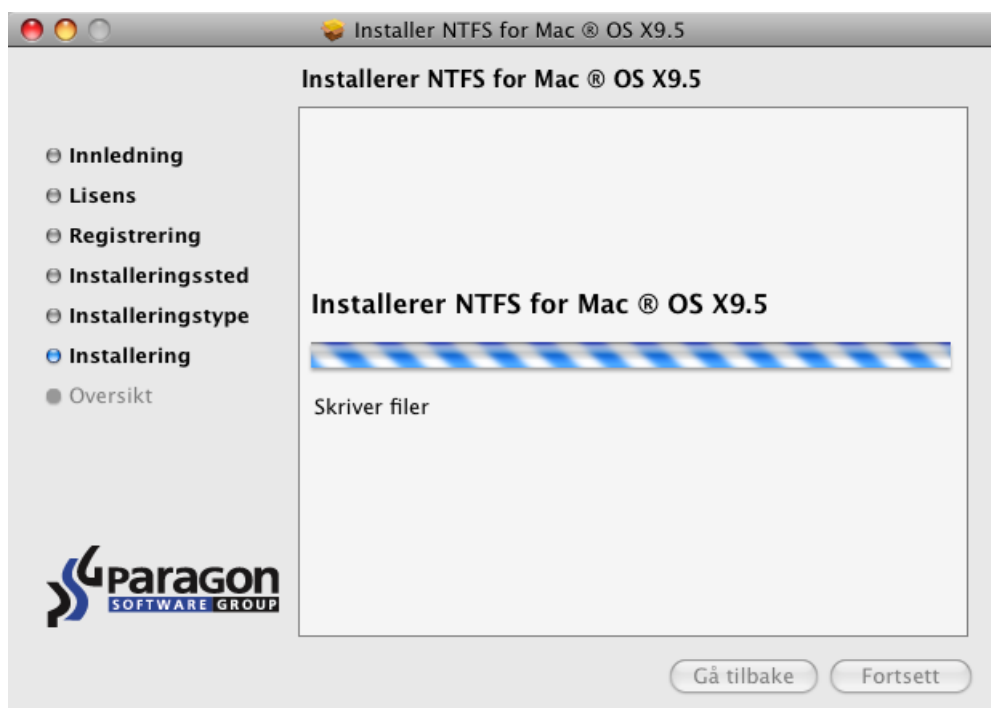 Installer NTFS for Mac ® OS X9.5
Installerer NTFS for Mac ® OS X9.5
Innledning
Lisens
Registrering
Installeringssted
Installeringstype
Installering
Oversikt
Installerer NTFS for Mac ® OS X9.5
Skriver filer
Paragon
SOFTWARE GROUP
Gå tilbake
Fortsett